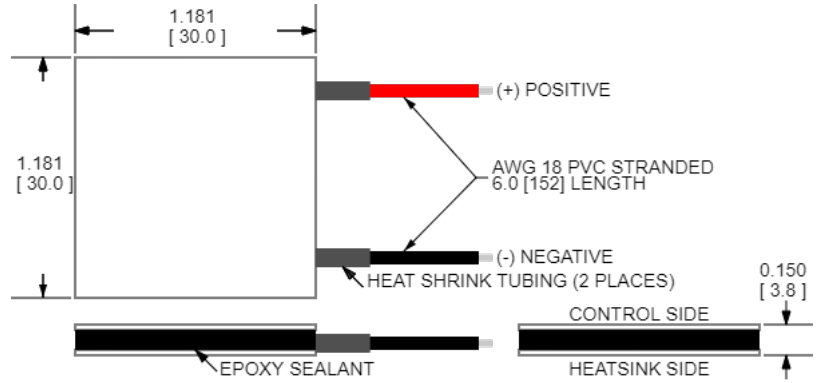 1.181
[ 30.0 ]
(+) POSITIVE
1.181
[ 30.0 ]
AWG 18 PVC STRANDED
6.0 [152] LENGTH
(-) NEGATIVE
HEAT SHRINK TUBING (2 PLACES)
0.150
[ 3.8 ]
CONTROL SIDE
EPOXY SEALANT
HEATSINK SIDE